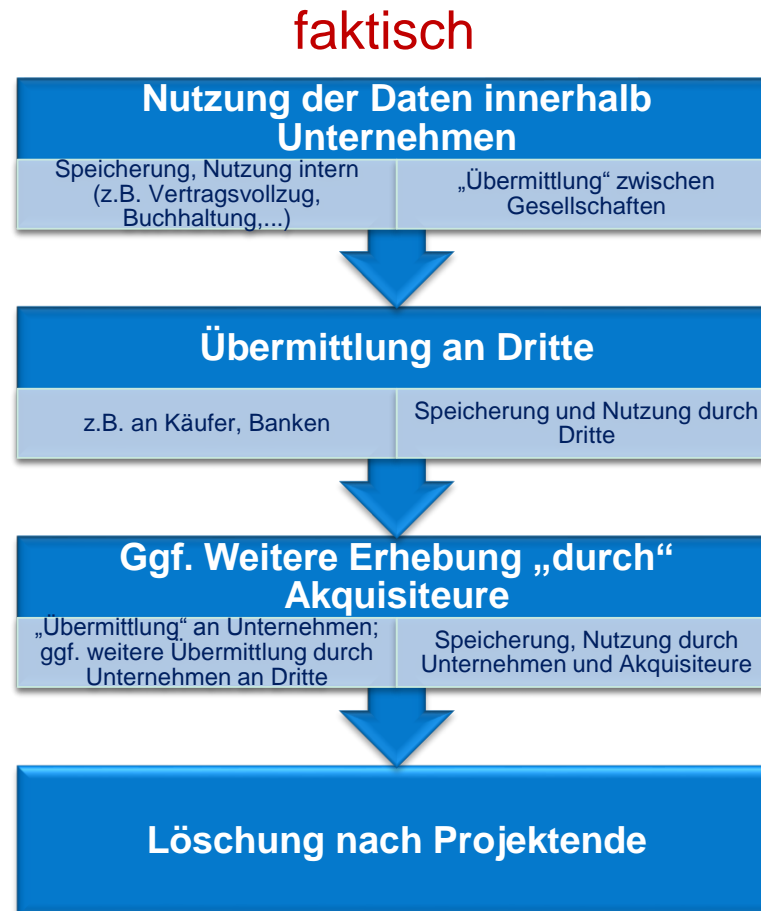 faktisch
Nutzung der Daten innerhalb
Unternehmen
Speicherung, Nutzung intern
(z.B. Vertragsvollzug,
Buchhaltung,...)
„Übermittlung“ zwischen
Gesellschaften
Übermittlung an Dritte
z.B. an Käufer, Banken
Speicherung und Nutzung durch
Dritte
Ggf. Weitere Erhebung „durch“
Akquisiteure
„Übermittlung“ an Unternehmen;
ggf. weitere Übermittlung durch
Unternehmen an Dritte
Speicherung, Nutzung durch
Unternehmen und Akquisiteure
Löschung nach Projektende